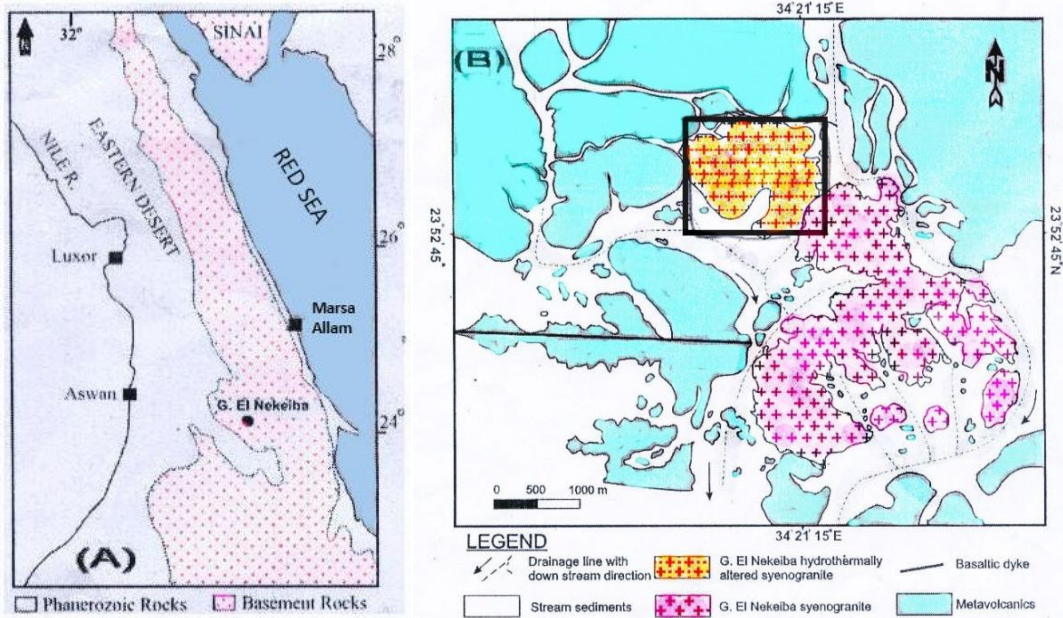 32°
SINAI
28°
NILE R.
EASTERN DESERT
RED SEA
26°
Luxor
Marsa
Allam
Aswan
G. El Nekeiba
24°
(A)
Phanerozoic Rocks
Basement Rocks
34 21 15 E
(B)
N
23 52 45
23 52 45 N
0 500 1000 m
34 21 15 E
LEGEND
Drainage line with
down stream direction
G. El Nekeiba hydrothermally
altered syenogranite
Basaltic dyke
Stream sediments
G. El Nekeiba syenogranite
Metavolcanics